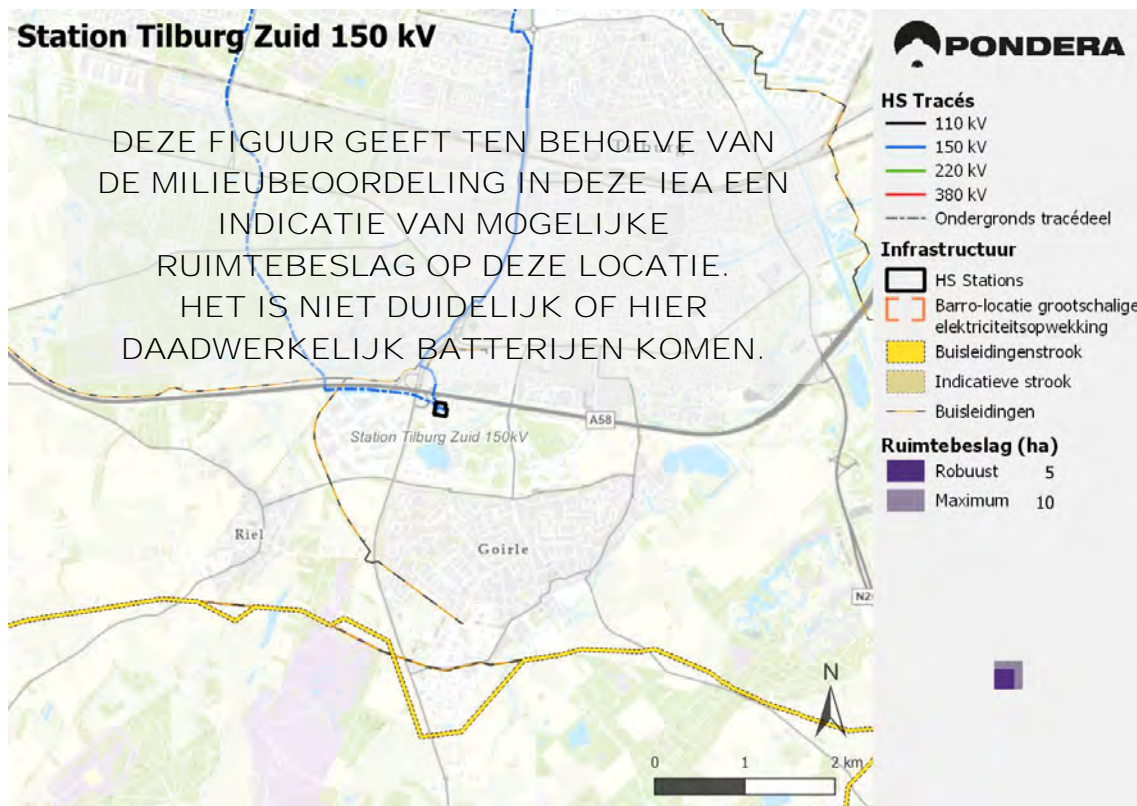 Station Tilburg Zuid 150 kV
DEZE FIGUUR GEEFT TEN BEHOEVE VAN
DE MILIEUBEOORDELING IN DEZE IEA EEN
INDICATIE VAN MOGELIJKE
RUIMTEBESLAG OP DEZE LOCATIE.
HET IS NIET DUIDELIJK OF HIER
DAADWERKELIJK BATTERIJEN KOMEN.
Tilburg
A58
Station Tilburg Zuid 150kV
Riel
Goirle
N
0 1 2 km
PONDERA
HS Tracés
110 kV
150 kV
220 kV
380 kV
Ondergronds tracédeel
Infrastructuur
HS Stations
Barro-locatie grootschalige
elektriciteitsopwekking
Buisleidingenstrook
Indicatieve strook
Buisleidingen
Ruimtebeslag (ha)
Robuust 5
Maximum 10